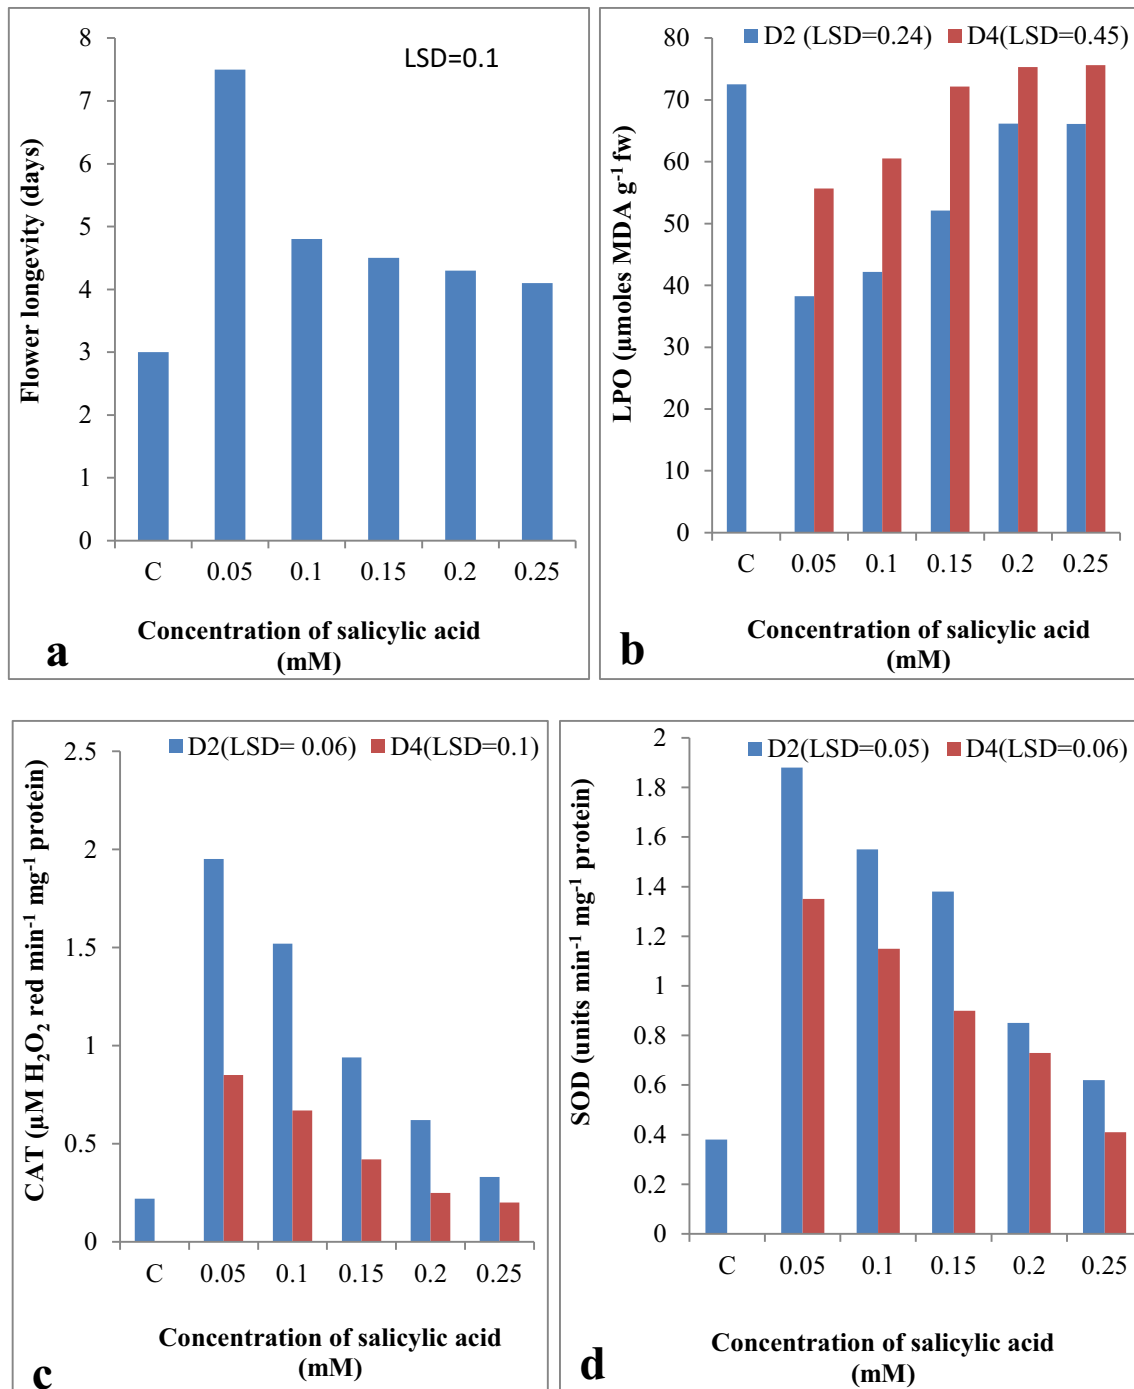 LSD=0.1
8
7
6
5
4
3
2
1
0
Flower longevity (days)
C 0.05 0.1 0.15 0.2 0.25
Concentration of salicylic acid
(mM)
a
D2 (LSD=0.24) D4(LSD=0.45)
80
70
60
50
40
30
20
10
0
LPO (µmoles MDA g⁻¹ fw)
C 0.05 0.1 0.15 0.2 0.25
Concentration of salicylic acid
(mM)
b
D2(LSD= 0.06) D4(LSD=0.1)
2.5
2
1.5
1
0.5
0
CAT (µM H₂O₂ red min⁻¹ mg⁻¹ protein)
C 0.05 0.1 0.15 0.2 0.25
Concentration of salicylic acid
(mM)
c
D2(LSD=0.05) D4(LSD=0.06)
2
1.8
1.6
1.4
1.2
1
0.8
0.6
0.4
0.2
0
SOD (units min⁻¹ mg⁻¹ protein)
C 0.05 0.1 0.15 0.2 0.25
Concentration of salicylic acid
(mM)
d